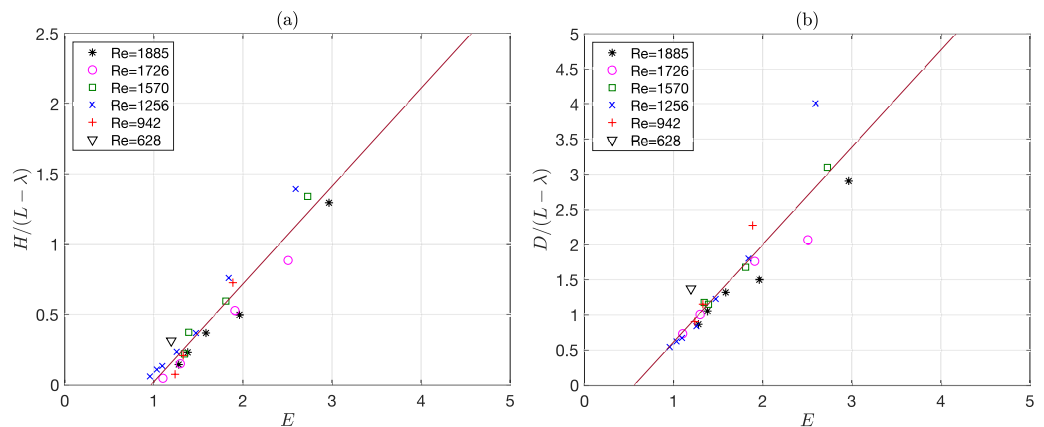 (a)
2.5
2
1.5
1
0.5
0
0
1
2
3
4
5
H/(L − λ)
E
Re=1885
Re=1726
Re=1570
Re=1256
Re=942
Re=628
(b)
5
4.5
4
3.5
3
2.5
2
1.5
1
0.5
0
0
1
2
3
4
5
D/(L − λ)
E
Re=1885
Re=1726
Re=1570
Re=1256
Re=942
Re=628